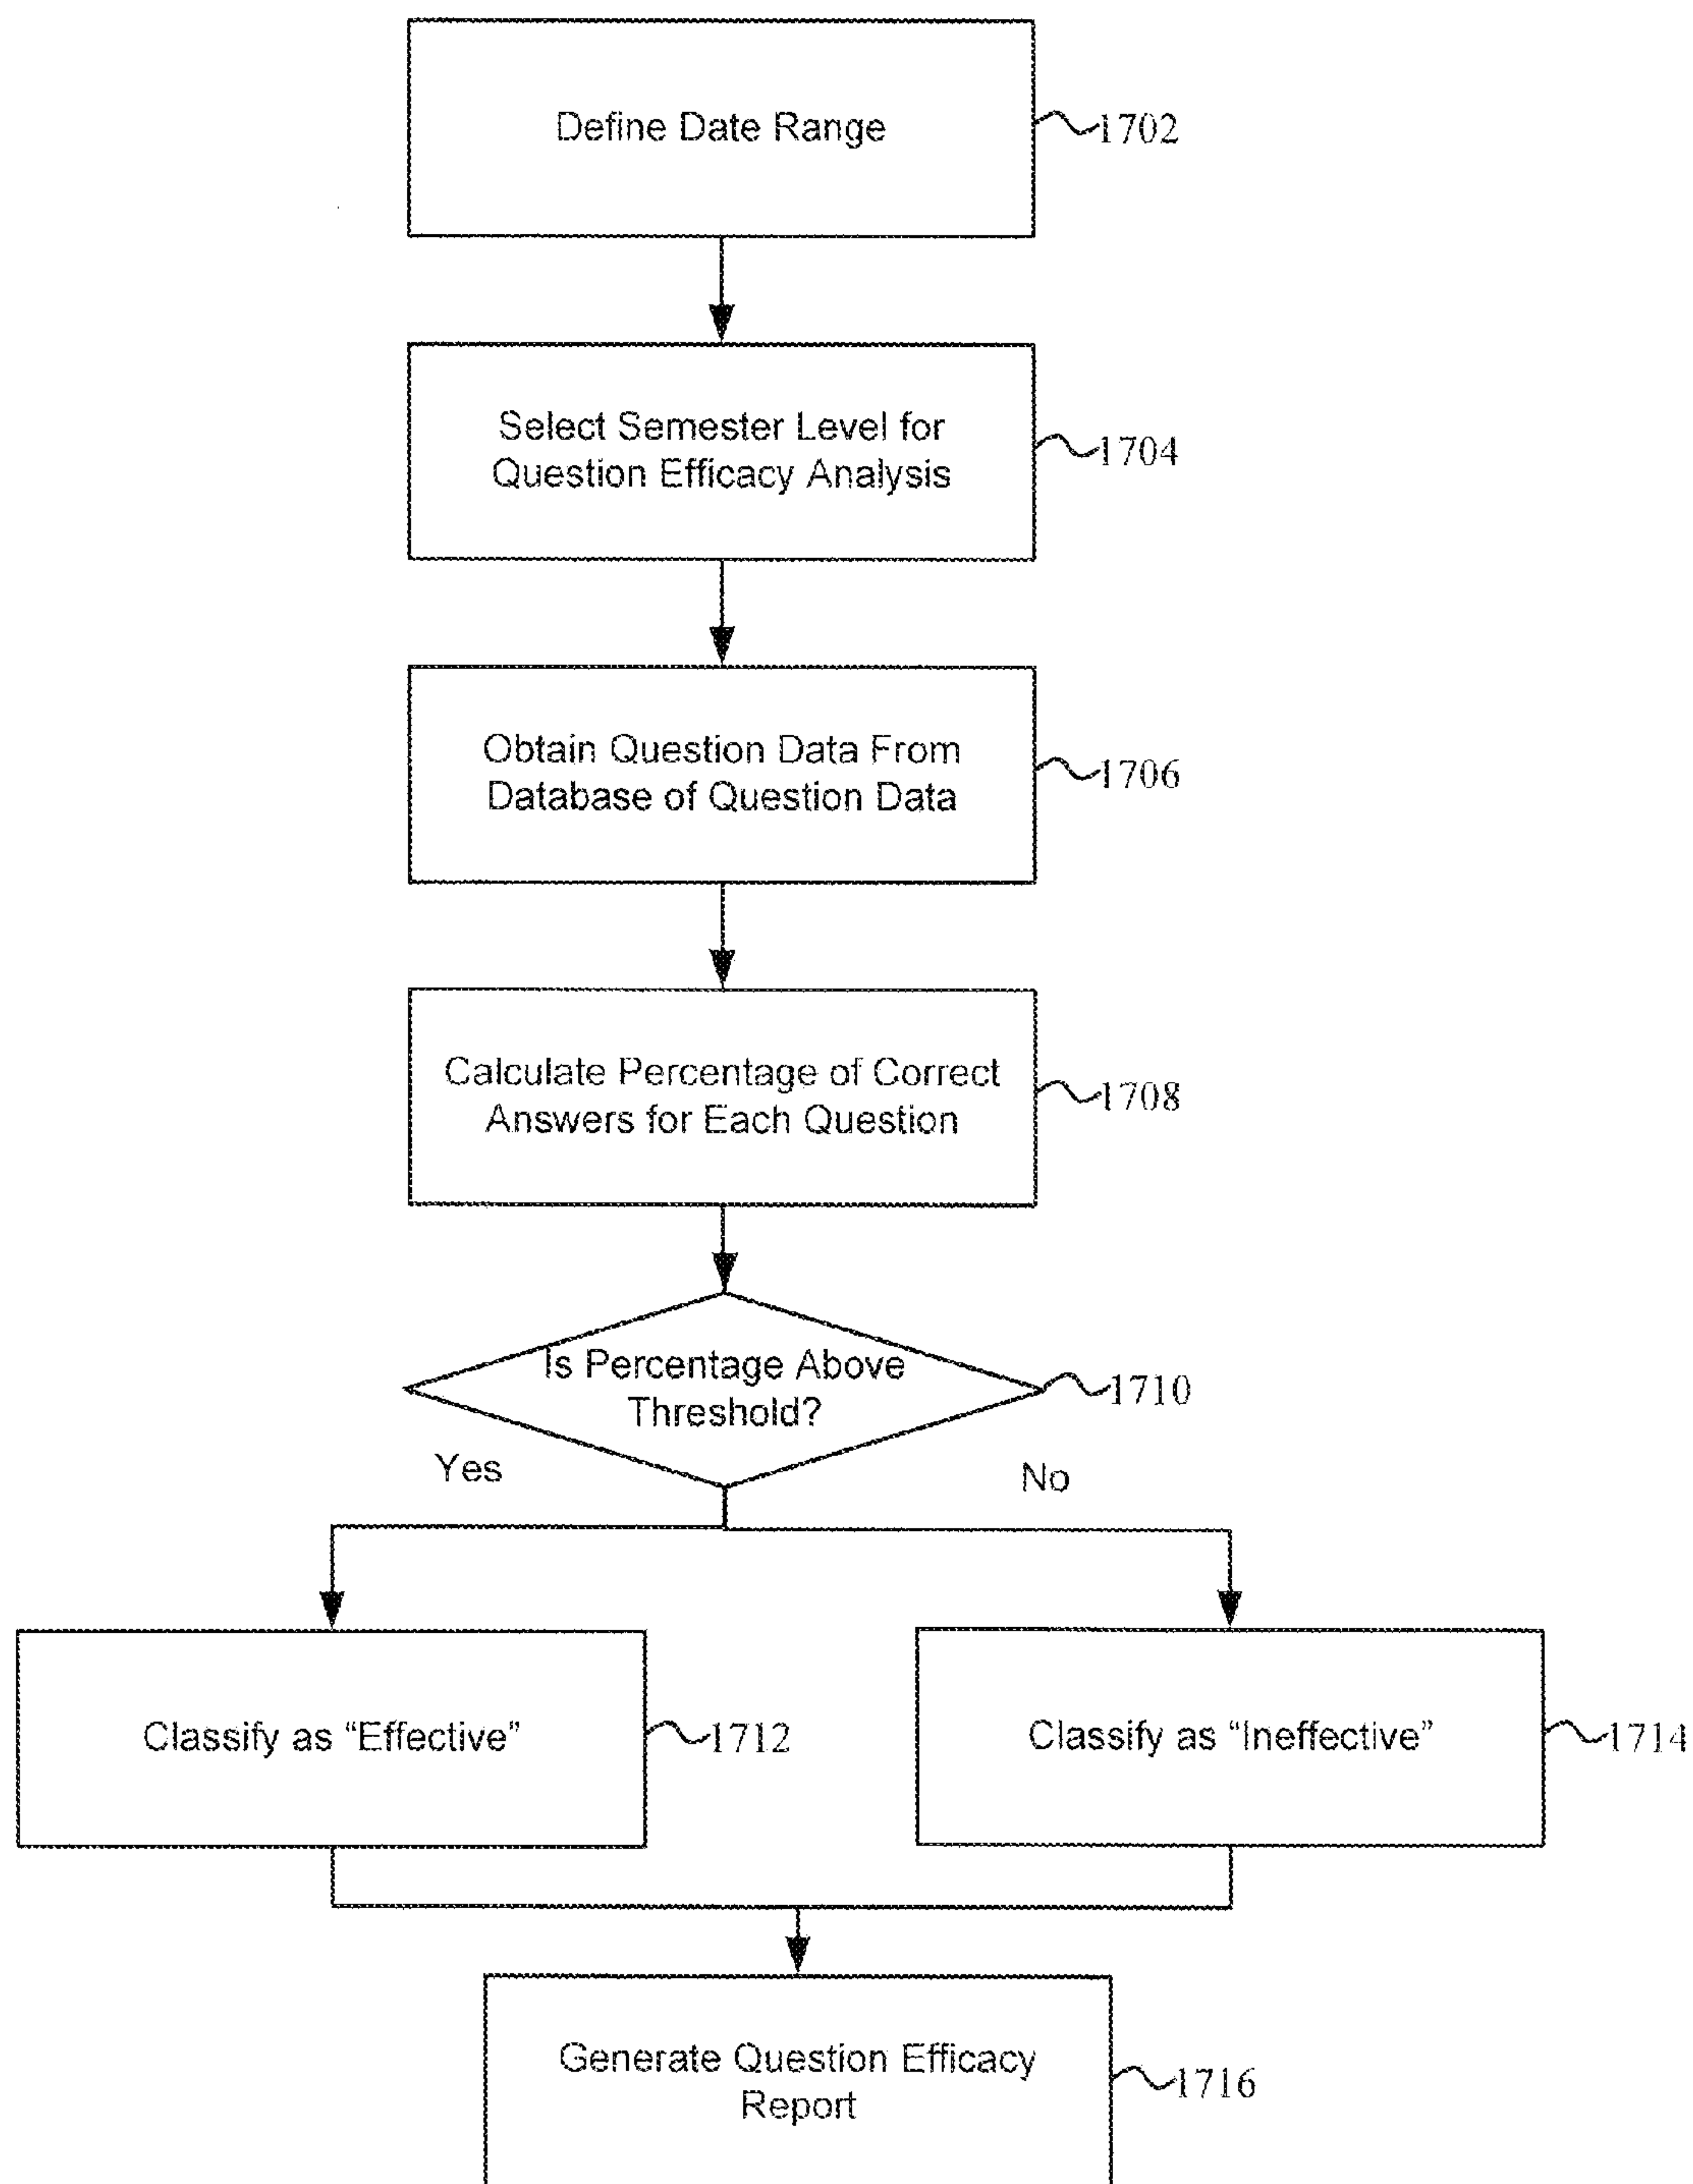 Define Date Range
1702
Select Semester Level for
Question Efficacy Analysis
1704
Obtain Question Data From
Database of Question Data
1706
Calculate Percentage of Correct
Answers for Each Question
1708
Is Percentage Above
Threshold?
1710
Yes
No
Classify as “Effective”
1712
Classify as “Ineffective”
1714
Generate Question Efficacy
Report
1716